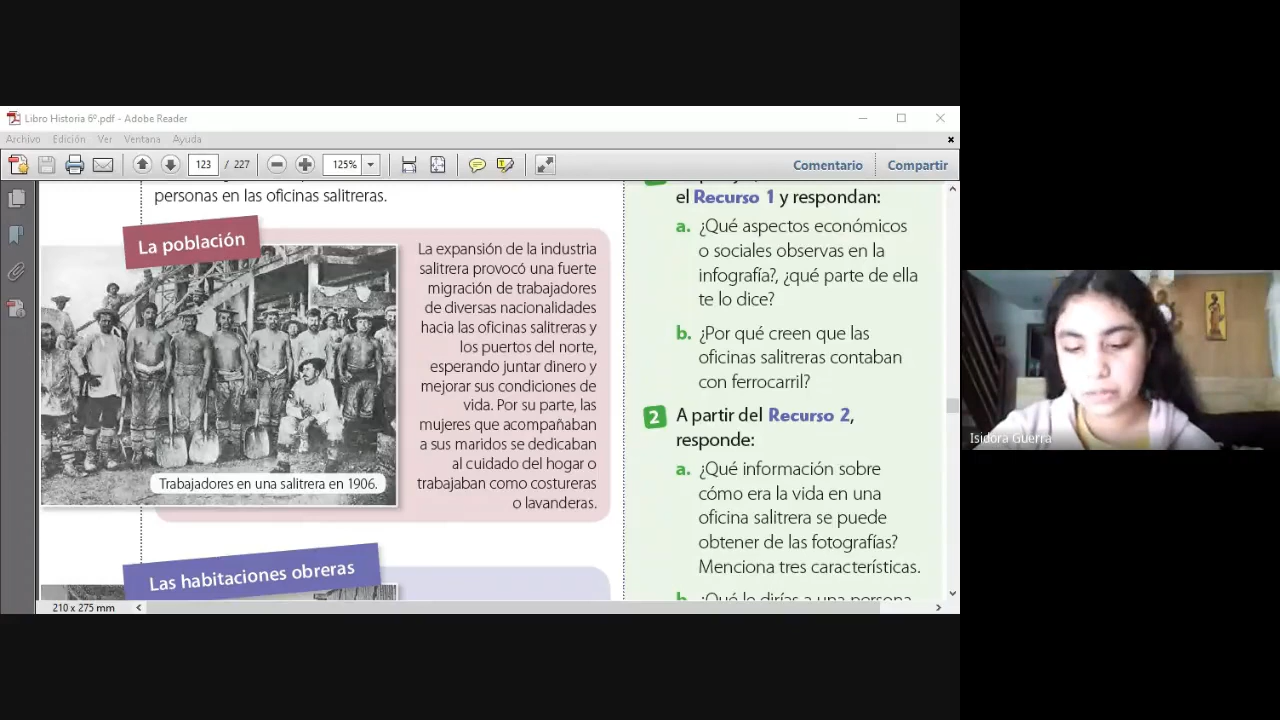 Libro Historia 6º.pdf - Adobe Reader
Archivo Edición Ver Ventana Ayuda
123 / 227 125% Comentario Compartir
personas en las oficinas salitreras.
La población
La expansión de la industria
salitrera provocó una fuerte
migración de trabajadores
de diversas nacionalidades
hacia las oficinas salitreras y
los puertos del norte,
esperando juntar dinero y
mejorar sus condiciones de
vida. Por su parte, las
mujeres que acompañaban
a sus maridos se dedicaban
al cuidado del hogar o
trabajaban como costureras
o lavanderas.
Trabajadores en una salitrera en 1906.
Las habitaciones obreras
el Recurso 1 y respondan:
a. ¿Qué aspectos económicos
o sociales observas en la
infografía?, ¿qué parte de ella
te lo dice?
b. ¿Por qué creen que las
oficinas salitreras contaban
con ferrocarril?
2 A partir del Recurso 2,
responde:
a. ¿Qué información sobre
cómo era la vida en una
oficina salitrera se puede
obtener de las fotografías?
Menciona tres características.
b. ¿Qué le dirías a una persona
210 x 275 mm
Isidora Guerra